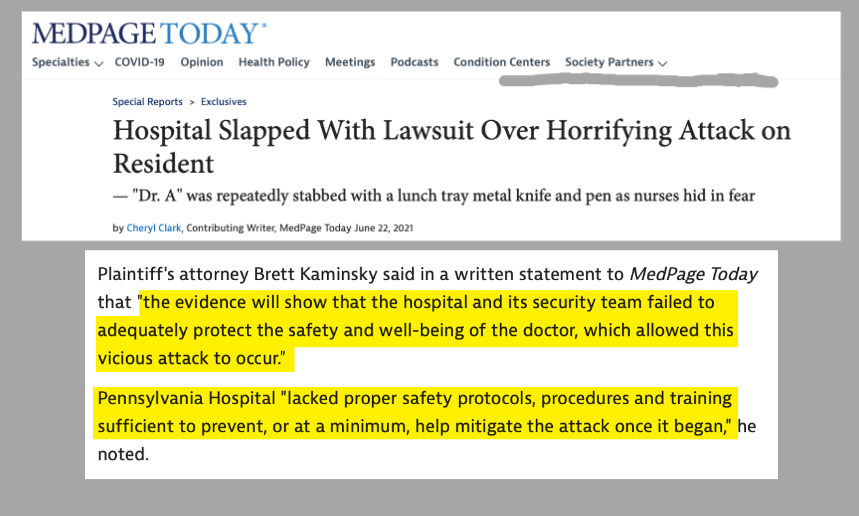 MEDPAGE TODAY®
Specialties COVID-19 Opinion Health Policy Meetings Podcasts Condition Centers Society Partners
Special Reports > Exclusives
Hospital Slapped With Lawsuit Over Horrifying Attack on
Resident
— "Dr. A" was repeatedly stabbed with a lunch tray metal knife and pen as nurses hid in fear
by Cheryl Clark, Contributing Writer, MedPage Today June 22, 2021
Plaintiff's attorney Brett Kaminsky said in a written statement to MedPage Today
that "the evidence will show that the hospital and its security team failed to
adequately protect the safety and well-being of the doctor, which allowed this
vicious attack to occur."
Pennsylvania Hospital "lacked proper safety protocols, procedures and training
sufficient to prevent, or at a minimum, help mitigate the attack once it began," he
noted.